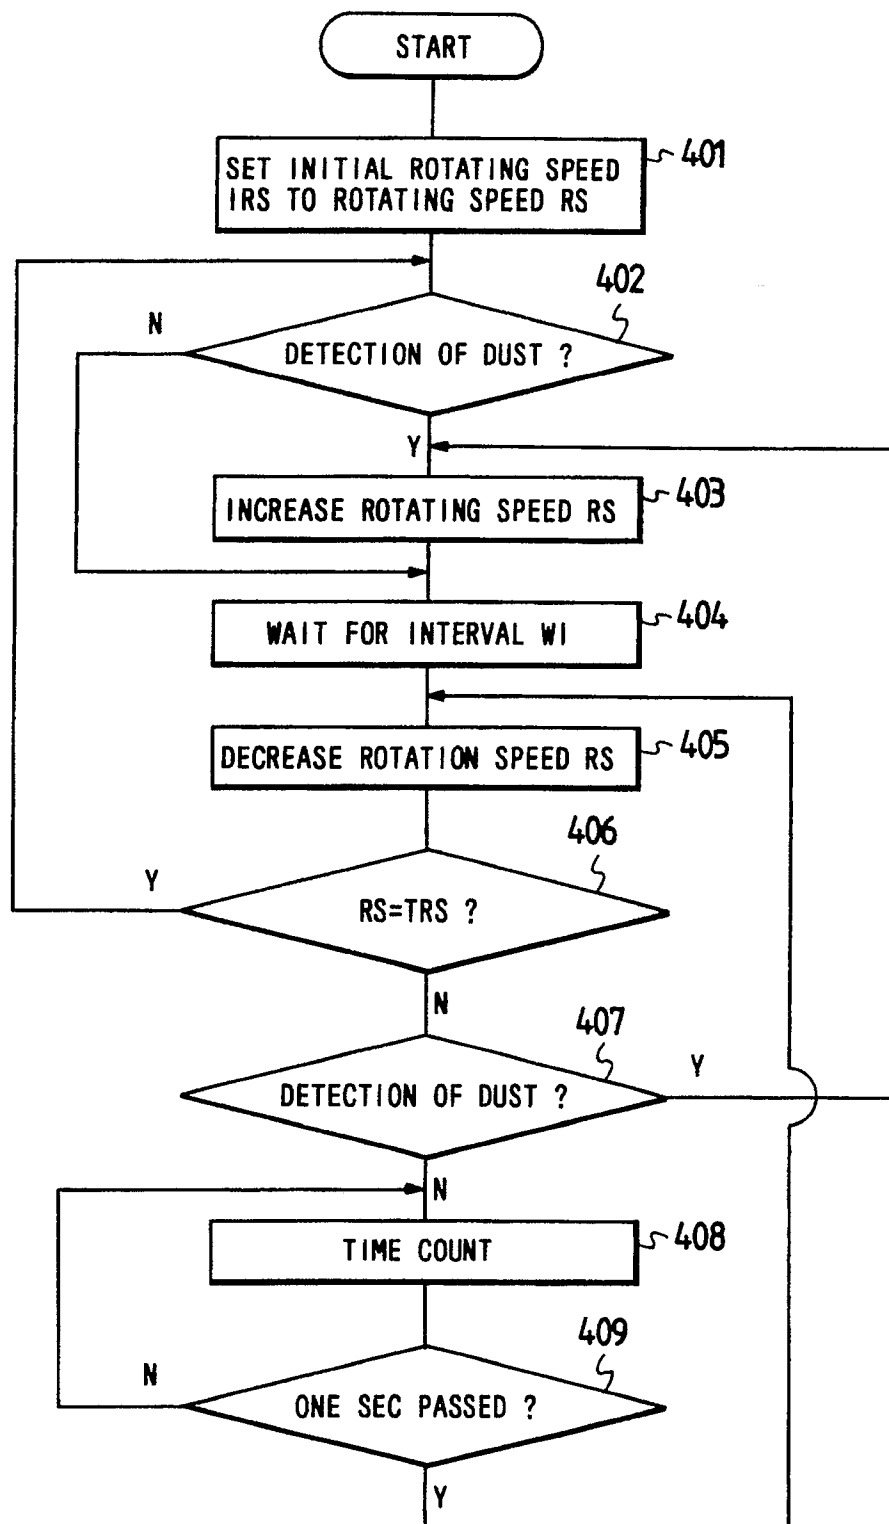 START
SET INITIAL ROTATING SPEED
IRS TO ROTATING SPEED RS
401
402
N
DETECTION OF DUST ?
Y
INCREASE ROTATING SPEED RS
403
WAIT FOR INTERVAL WI
404
DECREASE ROTATION SPEED RS
405
406
Y
RS=TRS ?
N
407
DETECTION OF DUST ?
Y
N
TIME COUNT
408
409
N
ONE SEC PASSED ?
Y